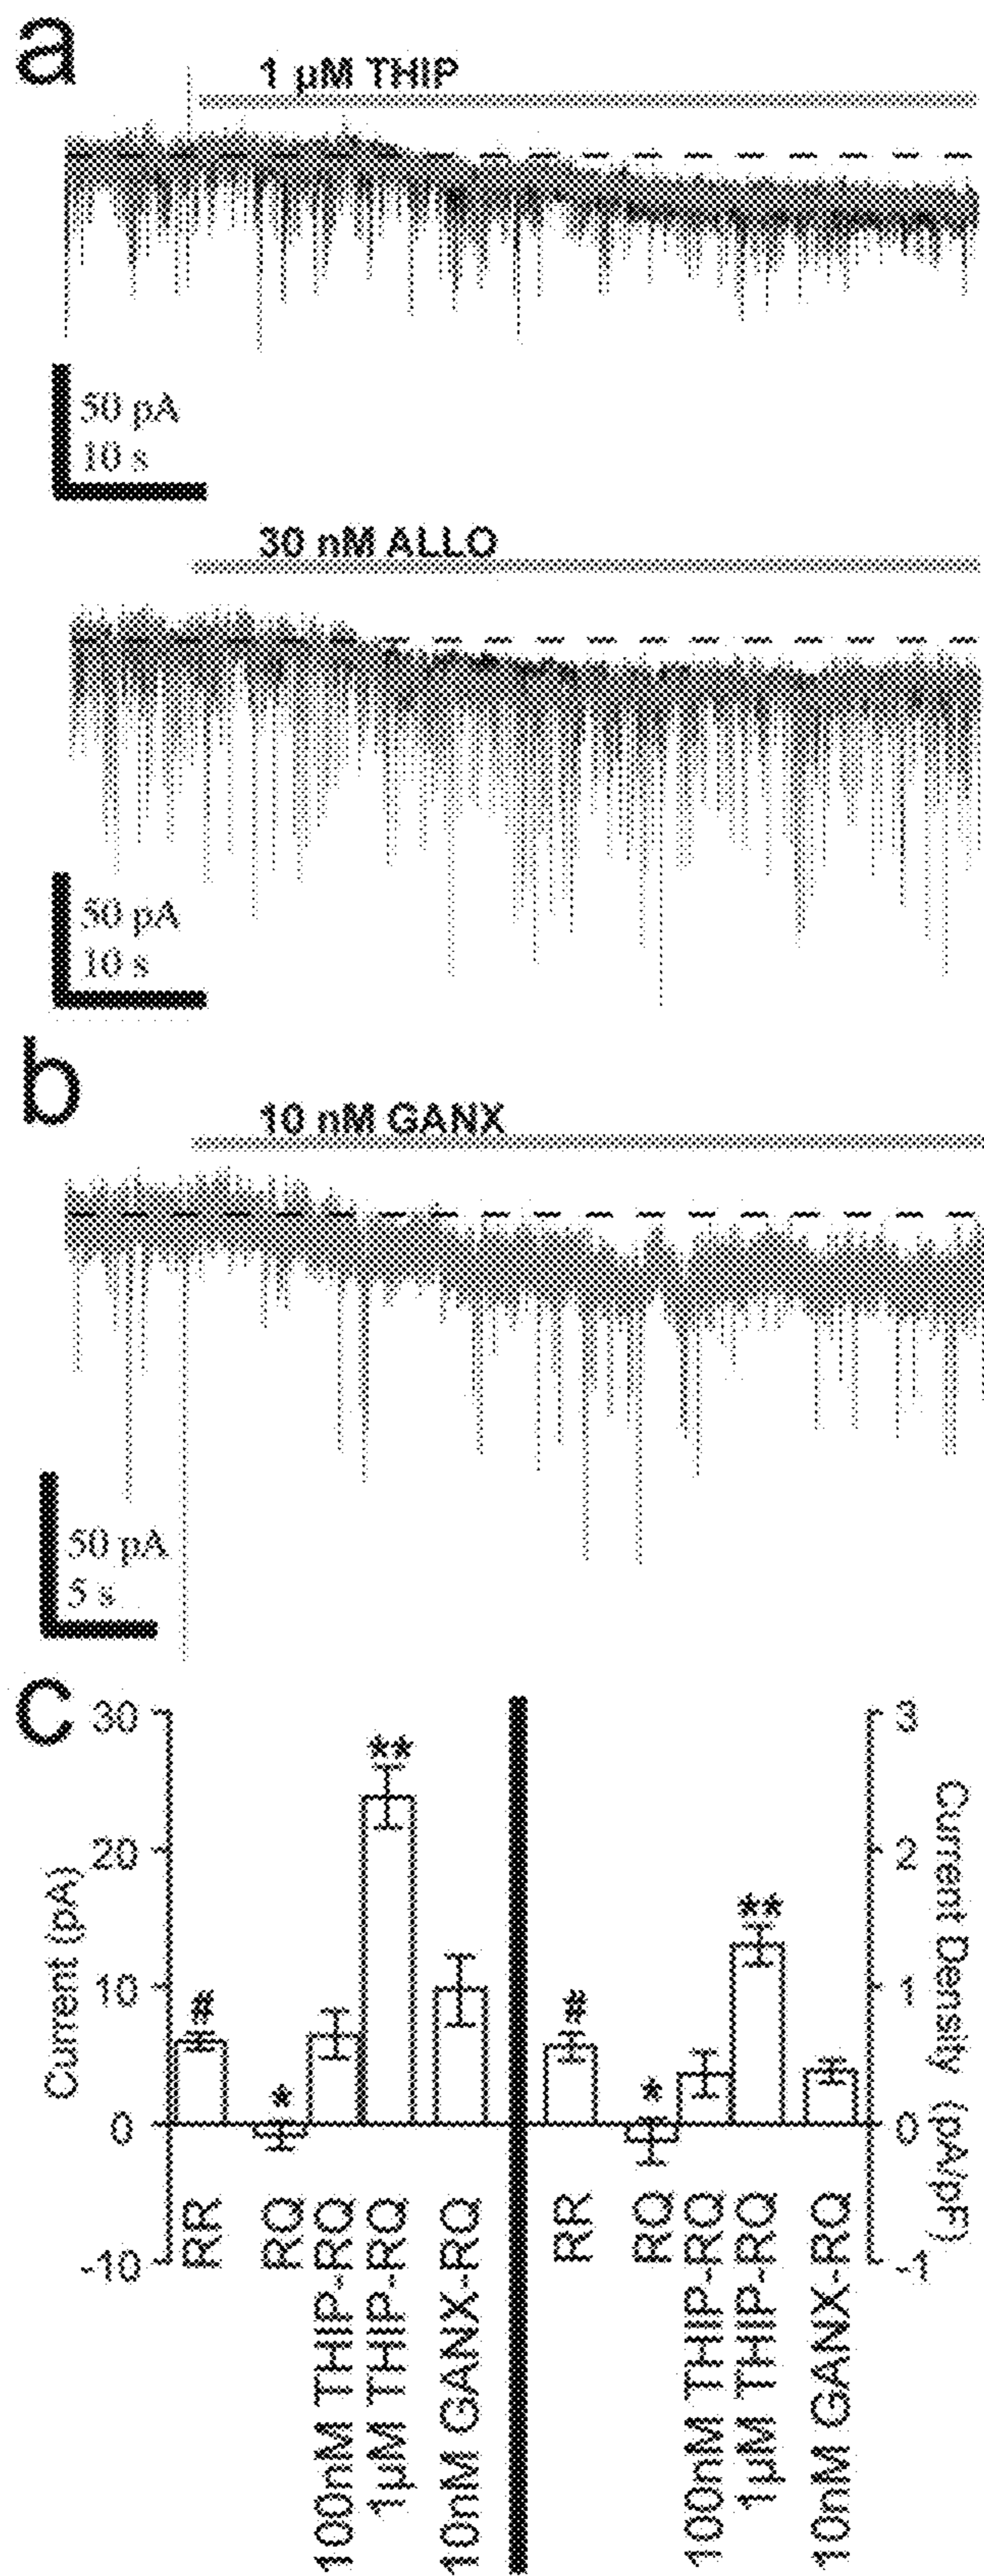 a
1 µM THIP
50 pA
10 s
30 nM ALLO
50 pA
10 s
b
10 nM GANX
50 pA
5 s
c
30
20
10
0
-10
Current (pA)
#
*
**
#
*
**
3
2
1
0
-1
Current Density (pA/pF)
RR
RQ
100nM THIP-RQ
1µM THIP-RQ
10nM GANX-RQ
RR
RQ
100nM THIP-RQ
1µM THIP-RQ
10nM GANX-RQ